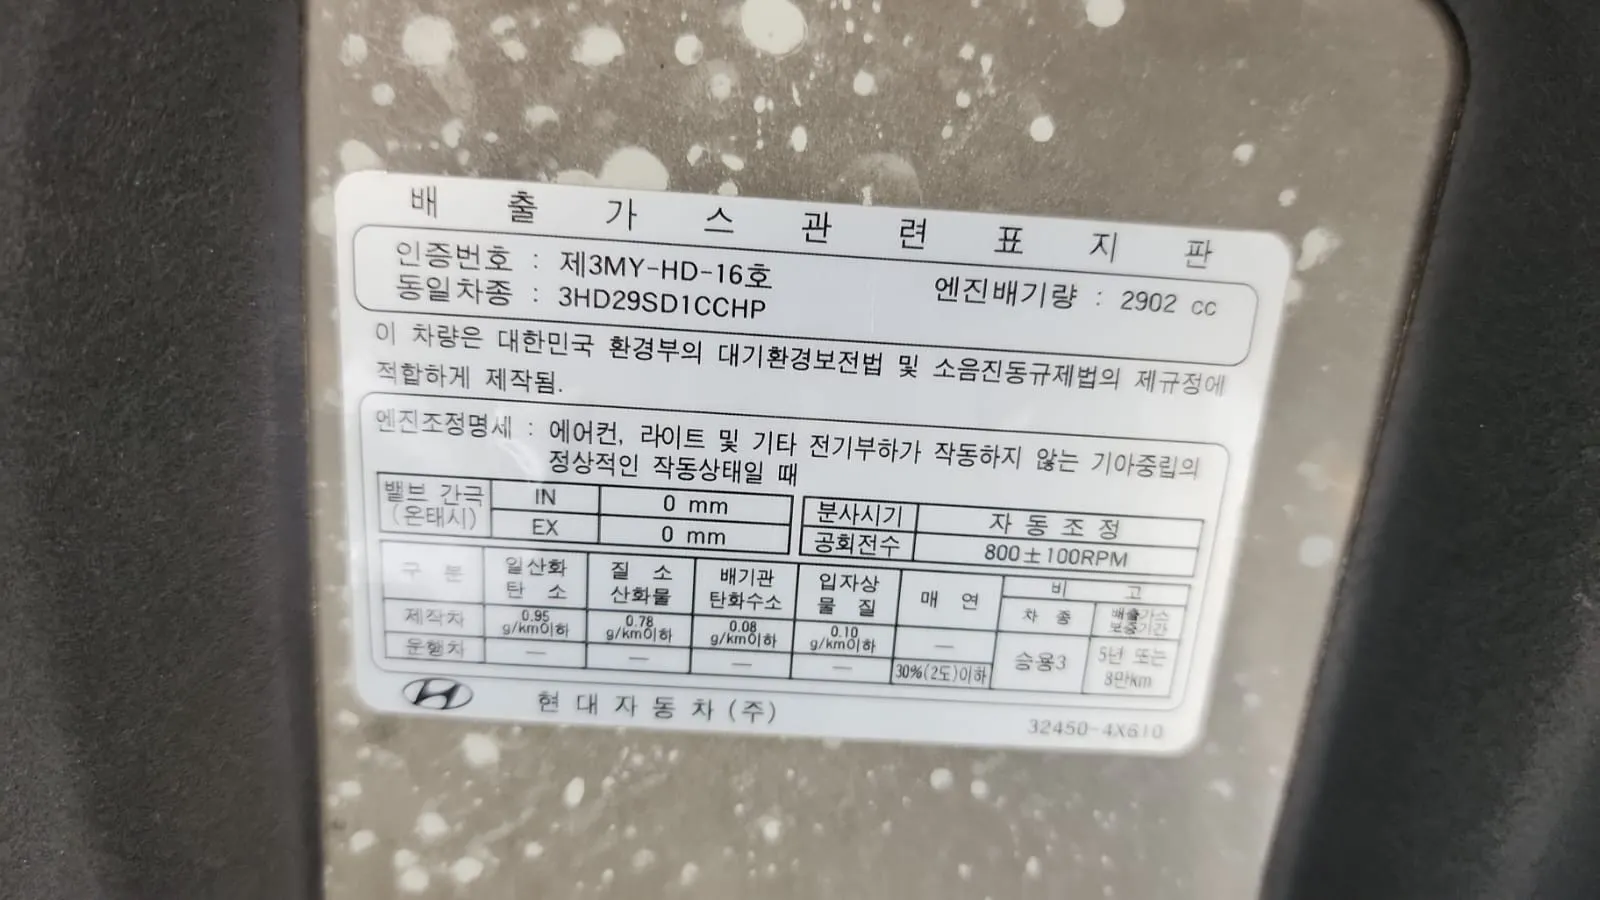 배 출 가 스 관 련 표 지 판
인증번호 : 제3MY-HD-16호 엔진배기량 : 2902 cc
동일차종 : 3HD29SD1CCHP
이 차량은 대한민국 환경부의 대기환경보전법 및 소음진동규제법의 제규정에
적합하게 제작됨.
엔진조정명세 : 에어컨, 라이트 및 기타 전기부하가 작동하지 않는 기아중립의
정상적인 작동상태일 때
밸브 간극 IN 0 mm 분사시기 자 동 조 정
(온태시) EX 0 mm 공회전수 800±100RPM
구 분 일산화 질 소 배기관 입자상 매 연 비 고
탄 소 산화물 탄화수소 물 질 차 종 배출가스
보증기간
제작차 0.95 0.78 0.08 0.10 — 승용3 5년 또는
g/km이하 g/km이하 g/km이하 g/km이하
운행차 — — — — 30%(2도)이하 8만km
현 대 자 동 차 (주) 32450-4X610